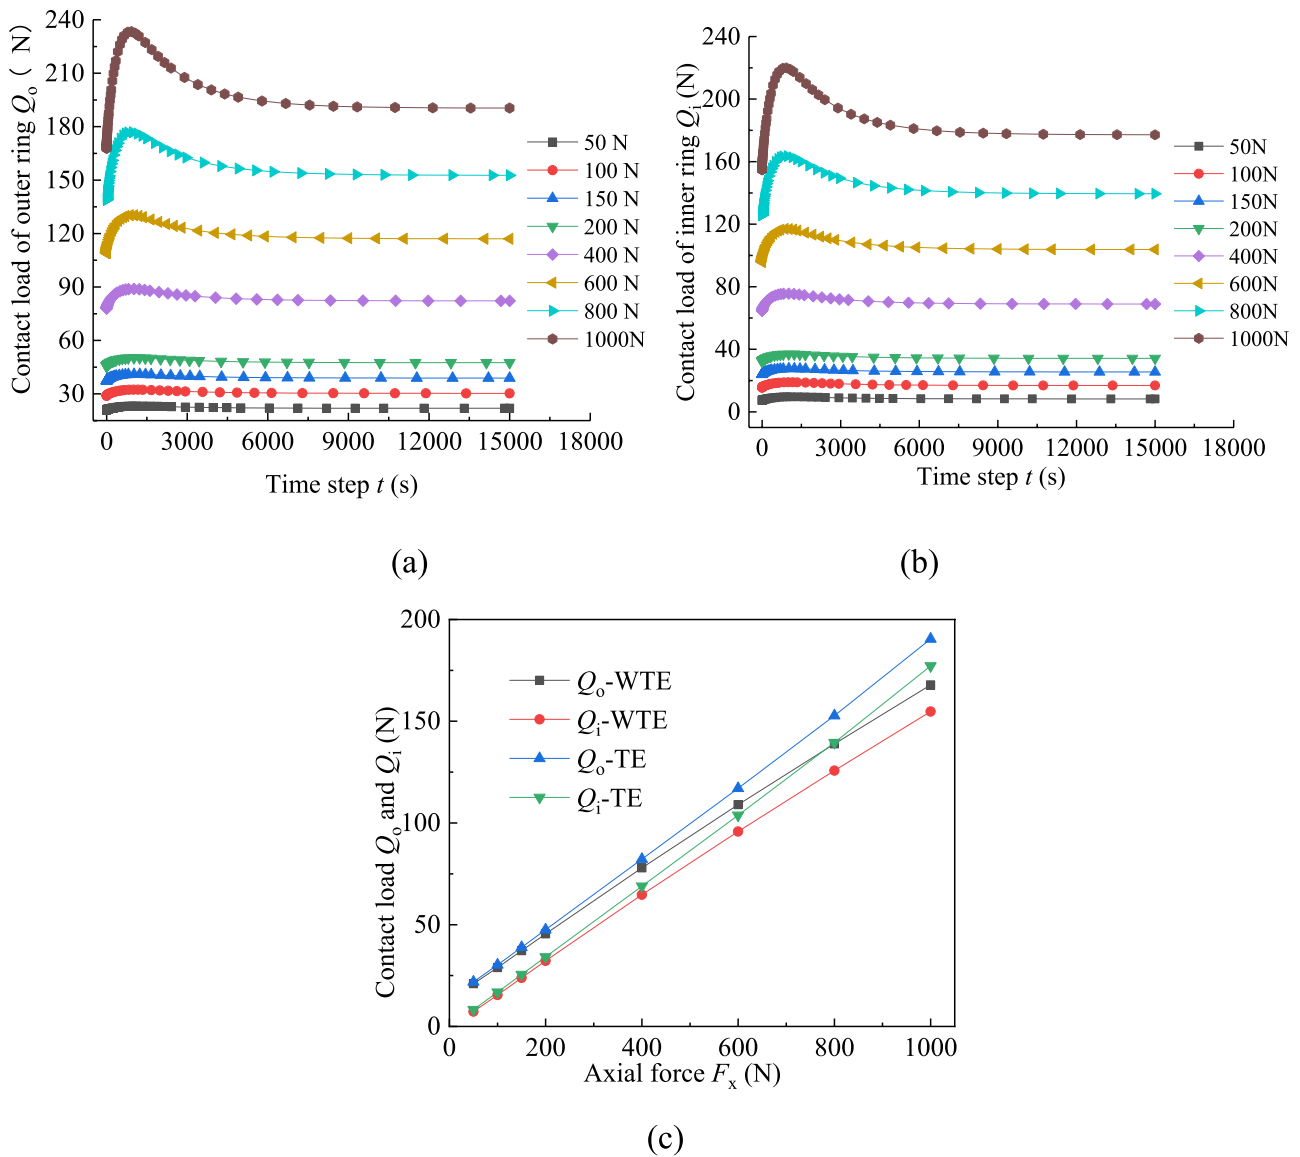 240
210
180
150
120
90
60
30
0 3000 6000 9000 12000 15000 18000
Contact load of outer ring Qo（ N）
Time step t (s)
50 N
100 N
150 N
200 N
400 N
600 N
800 N
1000N
(a)
240
200
160
120
80
40
0
0 3000 6000 9000 12000 15000 18000
Contact load of inner ring Qi (N)
Time step t (s)
50N
100N
150N
200N
400N
600N
800N
1000N
(b)
200
150
100
50
0
0 200 400 600 800 1000
Contact load Qo and Qi (N)
Axial force Fx (N)
Qo-WTE
Qi-WTE
Qo-TE
Qi-TE
(c)